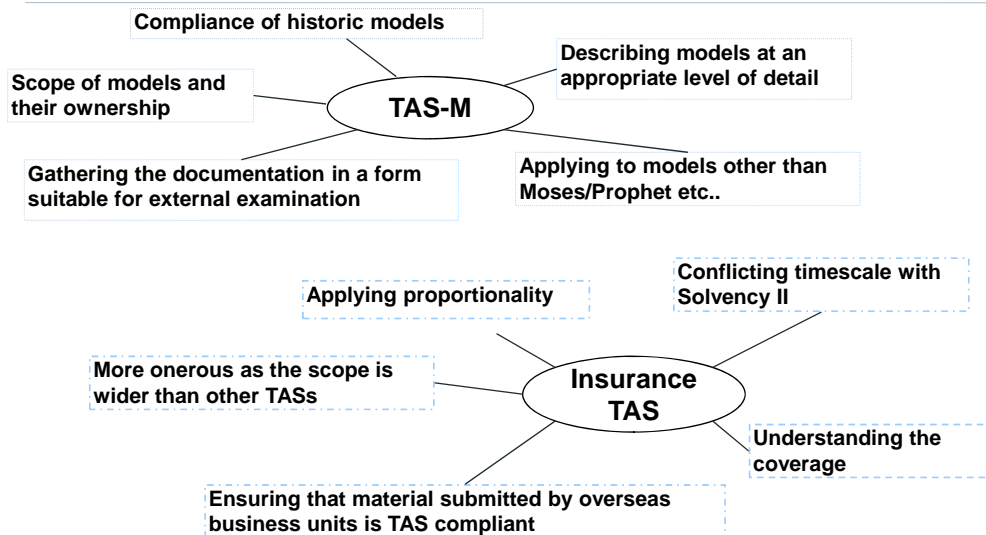 Compliance of historic models
Describing models at an
appropriate level of detail
Scope of models and
their ownership
TAS-M
Gathering the documentation in a form
suitable for external examination
Applying to models other than
Moses/Prophet etc..
Conflicting timescale with
Solvency II
Applying proportionality
More onerous as the scope is
wider than other TASs
Insurance
TAS
Understanding the
coverage
Ensuring that material submitted by overseas
business units is TAS compliant